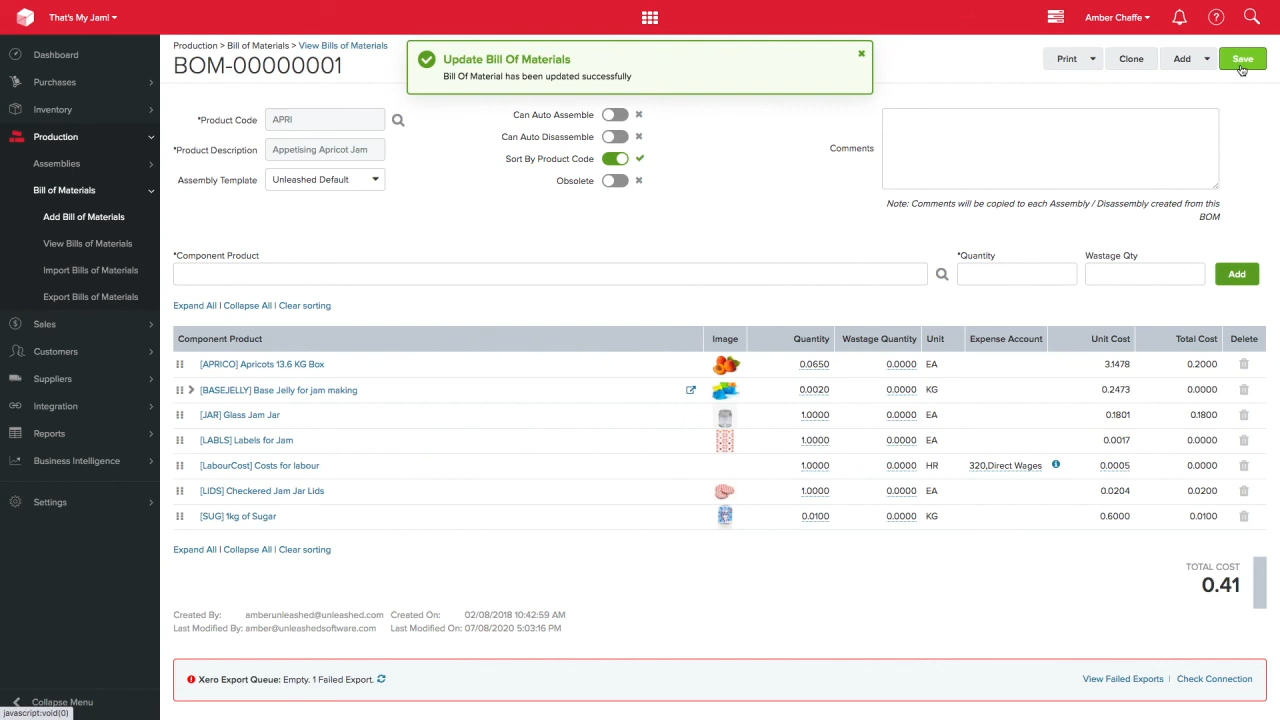 That's My Jam!
Amber Chaffe
Dashboard
Purchases
Inventory
Production
Assemblies
Bill of Materials
Add Bill of Materials
View Bills of Materials
Import Bills of Materials
Export Bills of Materials
Sales
Customers
Suppliers
Integration
Reports
Business Intelligence
Settings
Collapse Menu
javascript:void(0)
Production > Bill of Materials > View Bills of Materials
BOM-00000001
Update Bill Of Materials
Bill Of Material has been updated successfully
Print Clone Add Save
*Product Code APRI
*Product Description Appetising Apricot Jam
Assembly Template Unleashed Default
Can Auto Assemble
Can Auto Disassemble
Sort By Product Code
Obsolete
Comments
Note: Comments will be copied to each Assembly / Disassembly created from this
BOM
*Component Product *Quantity Wastage Qty
Add
Expand All | Collapse All | Clear sorting
Component Product Image Quantity Wastage Quantity Unit Expense Account Unit Cost Total Cost Delete
[APRICO] Apricots 13.6 KG Box 0.0650 0.0000 EA 3.1478 0.2000
[BASEJELLY] Base Jelly for jam making 0.0020 0.0000 KG 0.2473 0.0000
[JAR] Glass Jam Jar 1.0000 0.0000 EA 0.1801 0.1800
[LABLS] Labels for Jam 1.0000 0.0000 EA 0.0017 0.0000
[LabourCost] Costs for labour 1.0000 0.0000 HR 320,Direct Wages 0.0005 0.0000
[LIDS] Checkered Jam Jar Lids 1.0000 0.0000 EA 0.0204 0.0200
[SUG] 1kg of Sugar 0.0100 0.0000 KG 0.6000 0.0100
Expand All | Collapse All | Clear sorting
TOTAL COST
0.41
Created By: amberunleashed@unleashed.com Created On: 02/08/2018 10:42:59 AM
Last Modified By: amber@unleashedsoftware.com Last Modified On: 07/08/2020 5:03:16 PM
Xero Export Queue: Empty. 1 Failed Export. View Failed Exports | Check Connection